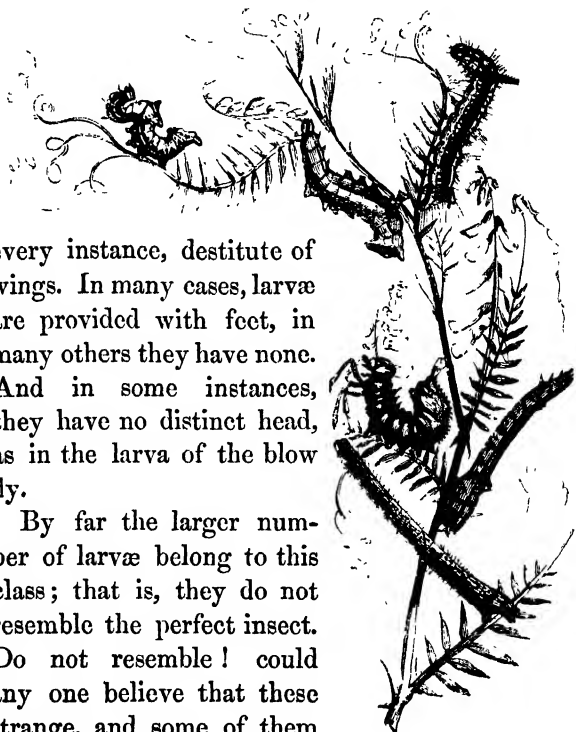 every instance, destitute of
wings. In many cases, larvæ
are provided with feet, in
many others they have none.
And in some instances,
they have no distinct head,
as in the larva of the blow
fly.
By far the larger num-
ber of larvæ belong to this
class; that is, they do not
resemble the perfect insect.
Do not resemble! could
any one believe that these
strange, and some of them